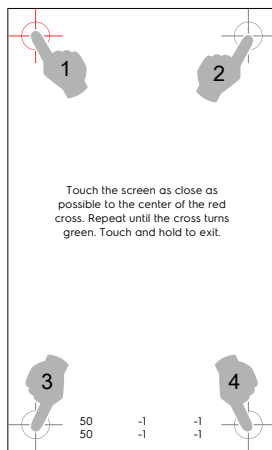 1
2
Touch the screen as close as
possible to the center of the red
cross. Repeat until the cross turns
green. Touch and hold to exit.
3
4
50 -1 -1
50 -1 -1